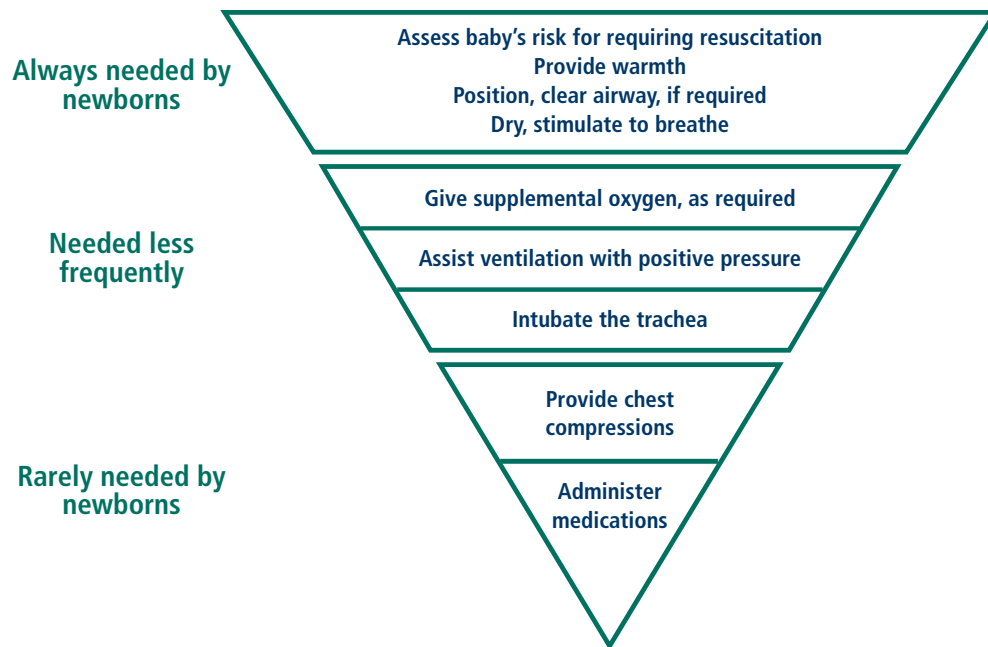 Always needed by
newborns
Assess baby’s risk for requiring resuscitation
Provide warmth
Position, clear airway, if required
Dry, stimulate to breathe
Needed less
frequently
Give supplemental oxygen, as required
Assist ventilation with positive pressure
Intubate the trachea
Rarely needed by
newborns
Provide chest
compressions
Administer
medications